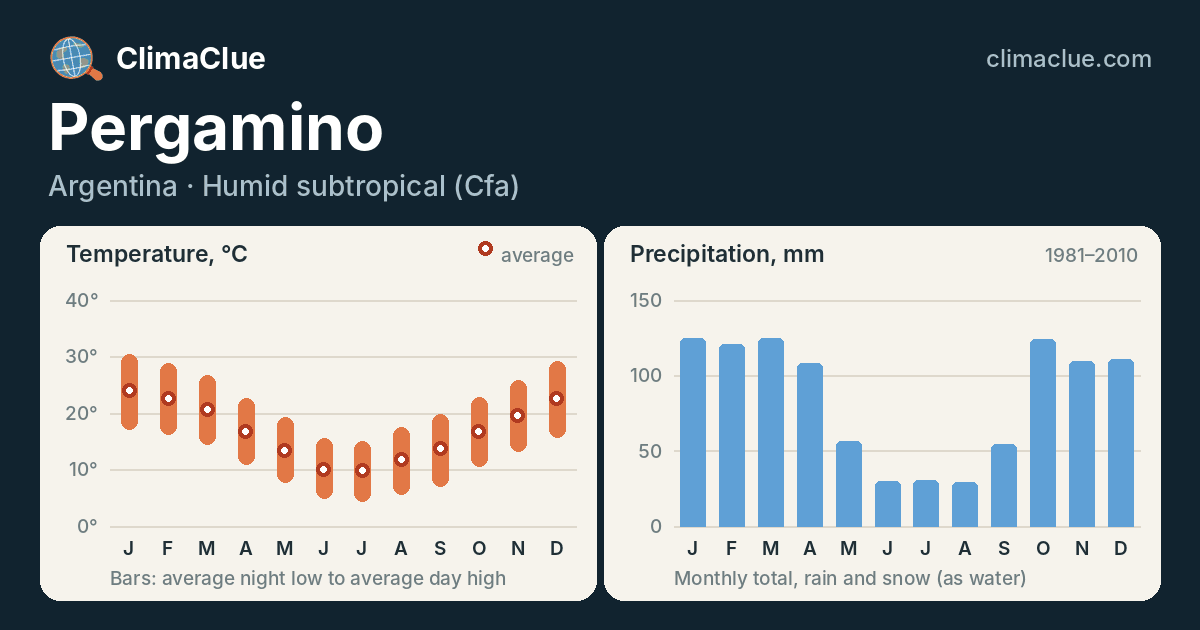 ClimaClue
climaclue.com
Pergamino
Argentina · Humid subtropical (Cfa)
Temperature, °C
average
40°
30°
20°
10°
0°
J F M A M J J A S O N D
Bars: average night low to average day high
Precipitation, mm
1981–2010
150
100
50
0
J F M A M J J A S O N D
Monthly total, rain and snow (as water)